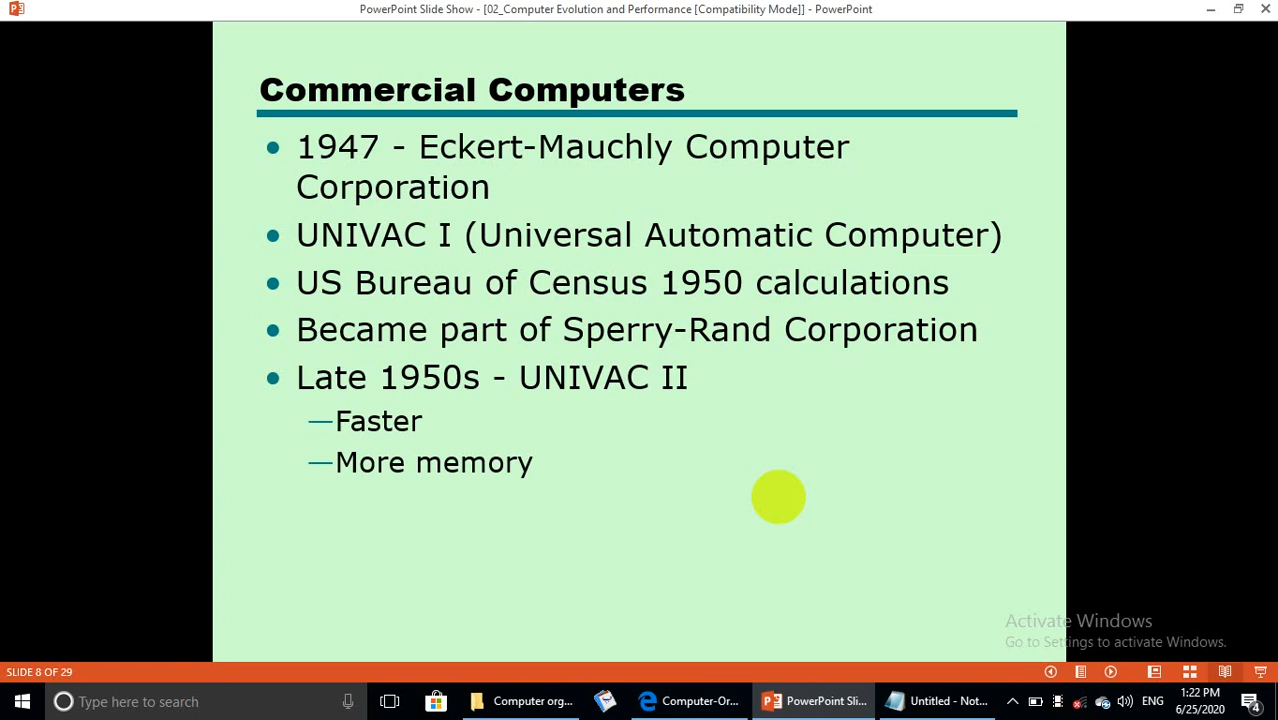 PowerPoint Slide Show - [02_Computer Evolution and Performance [Compatibility Mode]] - PowerPoint
Commercial Computers
• 1947 - Eckert-Mauchly Computer
Corporation
• UNIVAC I (Universal Automatic Computer)
• US Bureau of Census 1950 calculations
• Became part of Sperry-Rand Corporation
• Late 1950s - UNIVAC II
—Faster
—More memory
Activate Windows
Go to Settings to activate Windows.
SLIDE 8 OF 29
Type here to search
Computer org...
Computer-Or...
PowerPoint Sli...
Untitled - Not...
ENG
1:22 PM
6/25/2020
4